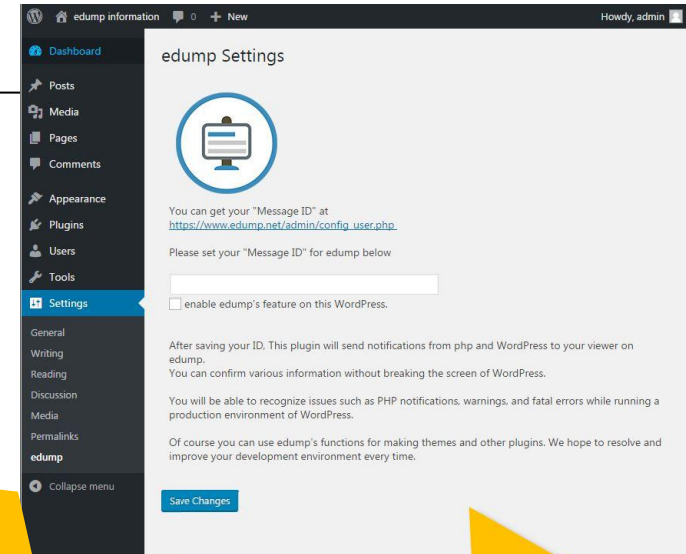 edump information 0 + New Howdy, admin
Dashboard
Posts
Media
Pages
Comments
Appearance
Plugins
Users
Tools
Settings
General
Writing
Reading
Discussion
Media
Permalinks
edump
Collapse menu
edump Settings
You can get your "Message ID" at
https://www.edump.net/admin/config_user.php
Please set your "Message ID" for edump below
enable edump's feature on this WordPress.
After saving your ID, This plugin will send notifications from php and WordPress to your viewer on
edump.
You can confirm various information without breaking the screen of WordPress.
You will be able to recognize issues such as PHP notifications, warnings, and fatal errors while running a
production environment of WordPress.
Of course you can use edump's functions for making themes and other plugins. We hope to resolve and
improve your development environment every time.
Save Changes